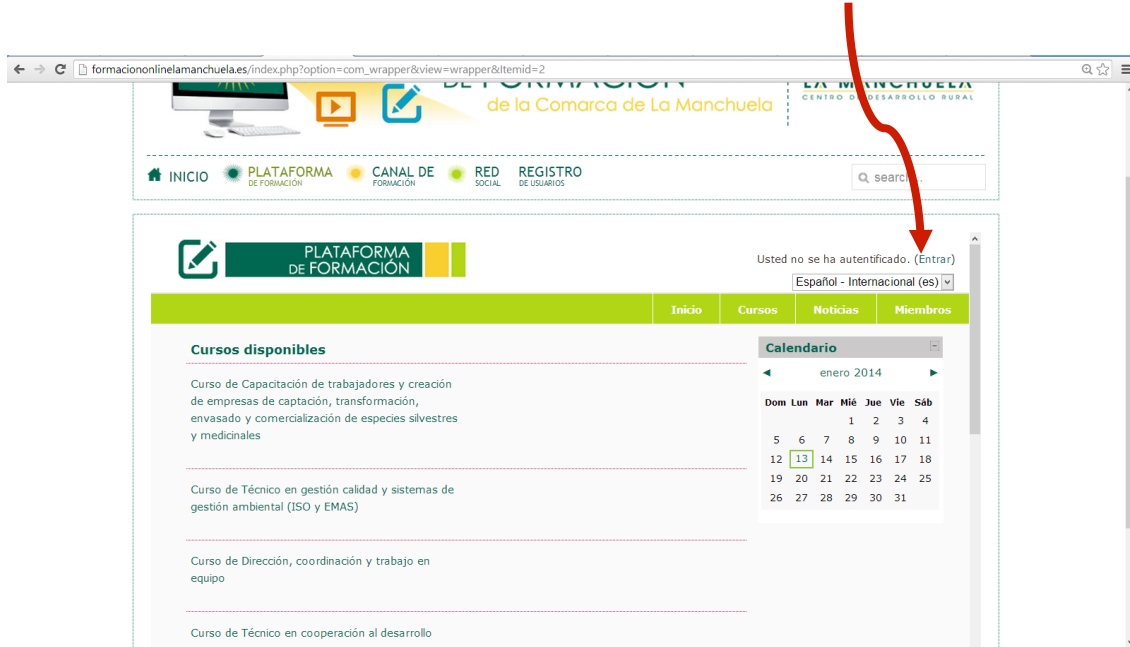 formaciononlinelamanchuela.es/index.php?option=com_wrapper&view=wrapper&Itemid=2
DE FORMACIÓN
de la Comarca de La Manchuela
LA MANCHUELA
CENTRO DE DESARROLLO RURAL
INICIO
PLATAFORMA
DE FORMACIÓN
CANAL DE
FORMACIÓN
RED
SOCIAL
REGISTRO
DE USUARIOS
PLATAFORMA
DE FORMACIÓN
Usted no se ha autentificado. (Entrar)
Español - Internacional (es)
Inicio Cursos Noticias Miembros
Cursos disponibles
Curso de Capacitación de trabajadores y creación
de empresas de captación, transformación,
envasado y comercialización de especies silvestres
y medicinales
Curso de Técnico en gestión calidad y sistemas de
gestión ambiental (ISO y EMAS)
Curso de Dirección, coordinación y trabajo en
equipo
Curso de Técnico en cooperación al desarrollo
Calendario
◄ enero 2014 ►
Dom Lun Mar Mié Jue Vie Sáb
1 2 3 4
5 6 7 8 9 10 11
12 13 14 15 16 17 18
19 20 21 22 23 24 25
26 27 28 29 30 31